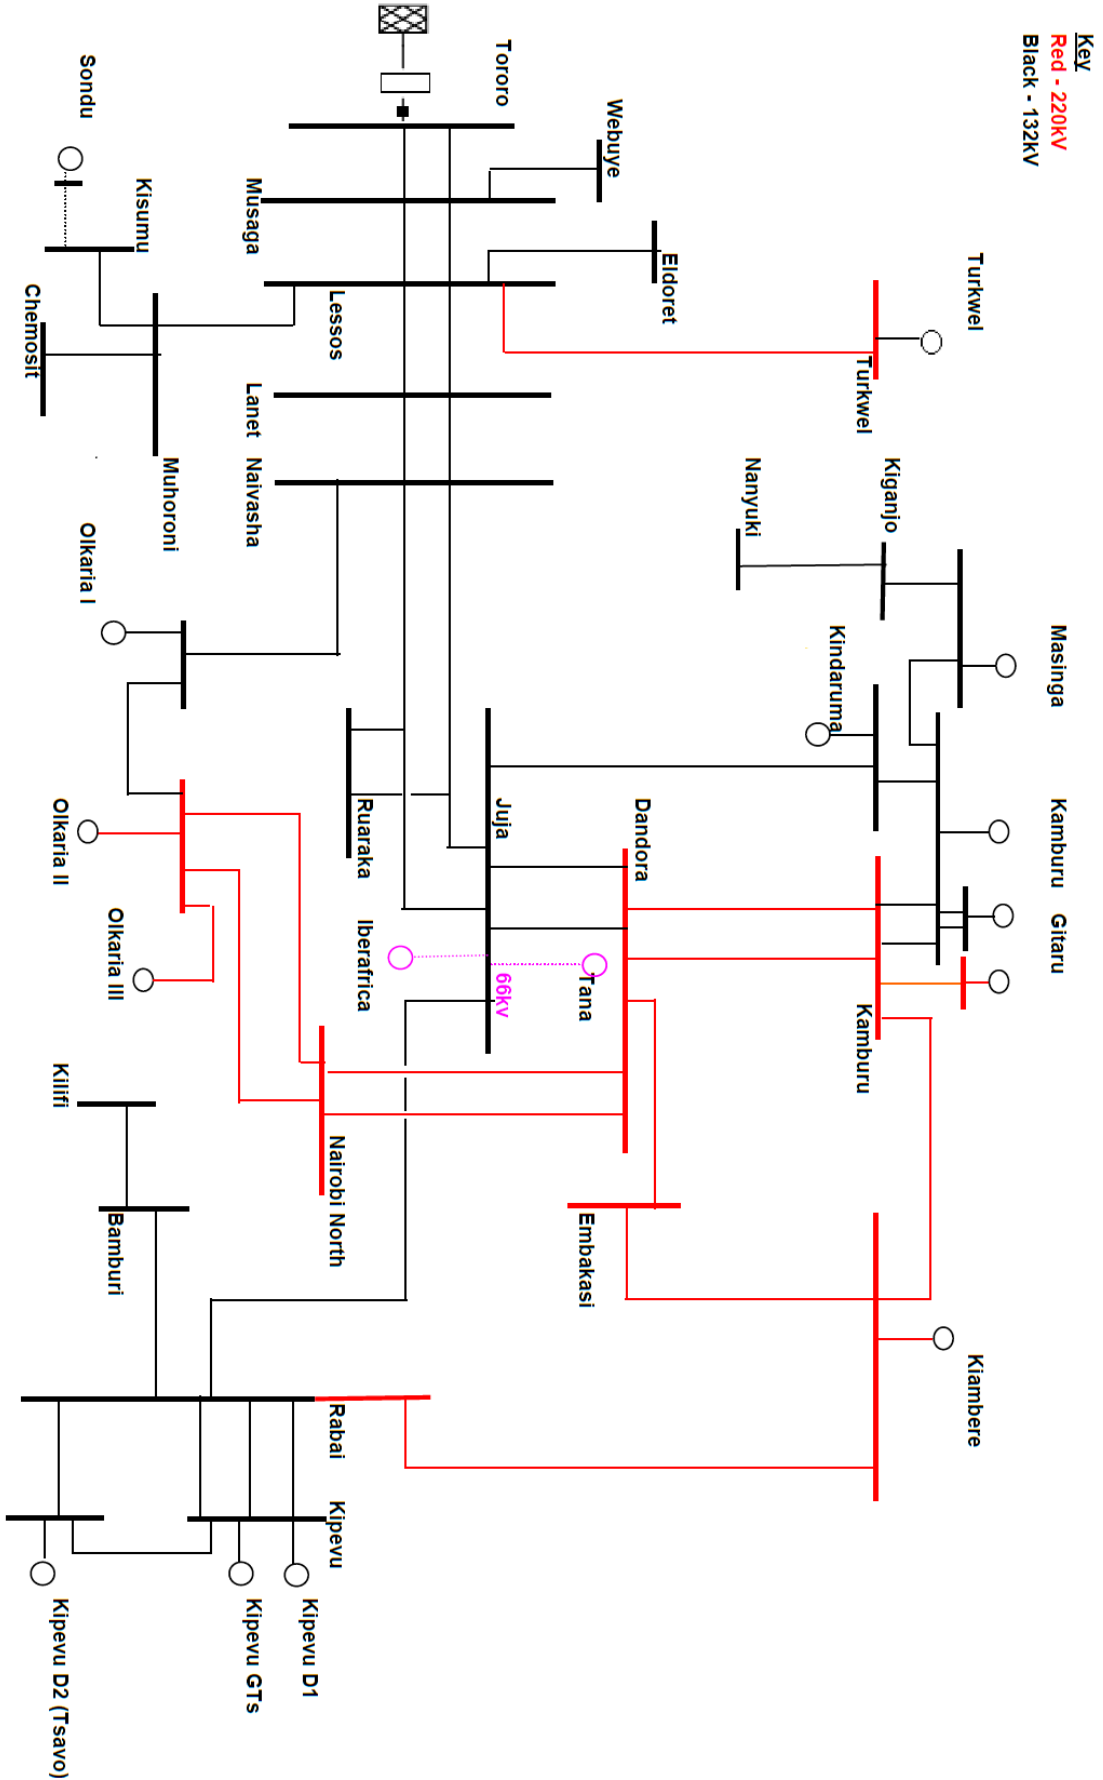 Key
Red - 220kV
Black - 132kV
Tororo
Webuye
Sondu
Kisumu
Musaga
Eldoret
Turkwel
Turkwel
Chemosit
Lessos
Lanet
Naivasha
Muhoroni
Nanyuki
Kiganjo
Olkaria I
Kindaruma
Masinga
Olkaria II
Ruaraka
Juja
Dandora
Kamburu
Gitaru
Olkaria III
Iberafrica
66kv
Tana
Kamburu
Kilifi
Nairobi North
Bamburi
Embakasi
Kiambere
Rabai
Kipevu
Kipevu D1
Kipevu GTs
Kipevu D2 (Tsavo)